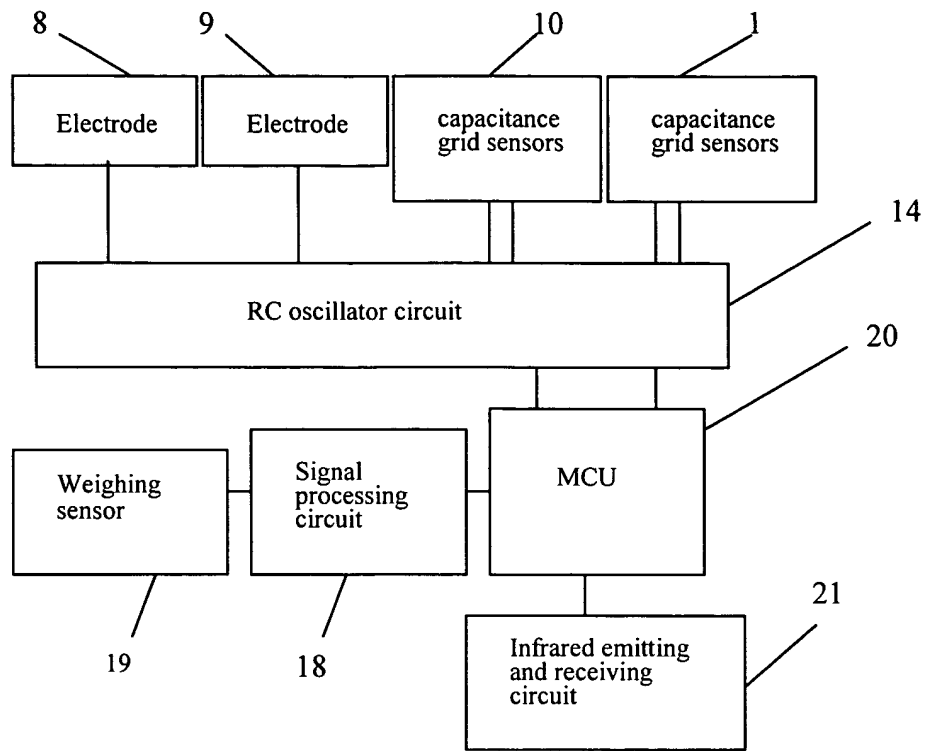 8
9
10
1
Electrode
Electrode
capacitance
grid sensors
capacitance
grid sensors
14
RC oscillator circuit
20
Weighing
sensor
Signal
processing
circuit
MCU
21
19
18
Infrared emitting
and receiving
circuit